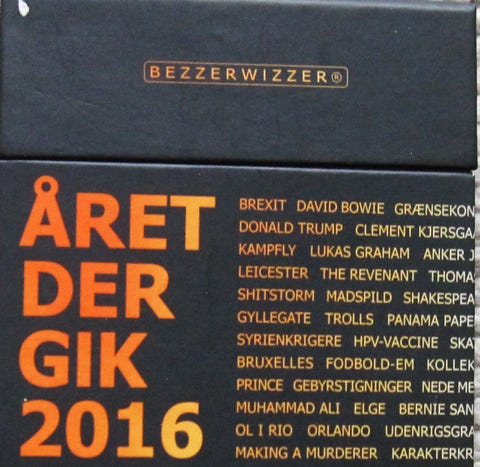 BEZZERWIZZER®
ÅRET
DER
GIK
2016
BREXIT DAVID BOWIE GRÆNSEKON
DONALD TRUMP CLEMENT KJERSGA
KAMPFLY LUKAS GRAHAM ANKER J
LEICESTER THE REVENANT THOMA
SHITSTORM MADSPILD SHAKESPEA
GYLLEGATE TROLLS PANAMA PAPE
SYRIENKRIGERE HPV-VACCINE SKA
BRUXELLES FODBOLD-EM KOLLEK
PRINCE GEBYRSTIGNINGER NEDE ME
MUHAMMAD ALI ELGE BERNIE SAN
OL I RIO ORLANDO UDENRIGSGRA
MAKING A MURDERER KARAKTERKR